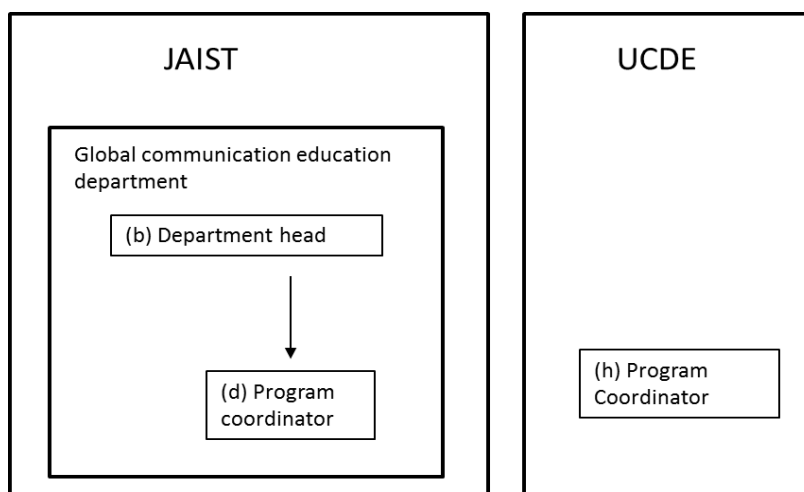 JAIST
Global communication education
department
(b) Department head
(d) Program
coordinator
UCDE
(h) Program
Coordinator